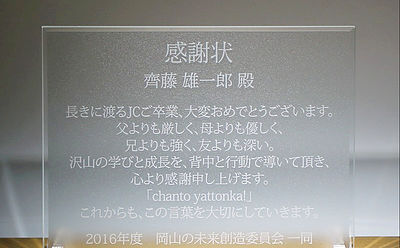 感謝状
齊藤 雄一郎 殿
長きに渡るJCご卒業、大変おめでとうございます。
父よりも厳しく、母よりも優しく、
兄よりも強く、友よりも深い。
沢山の学びと成長を、背中と行動で導いて頂き、
心より感謝申し上げます。
「chanto yattonka!」
これからも、この言葉を大切にしていきます。
2016年度 岡山の未来創造委員会 一同